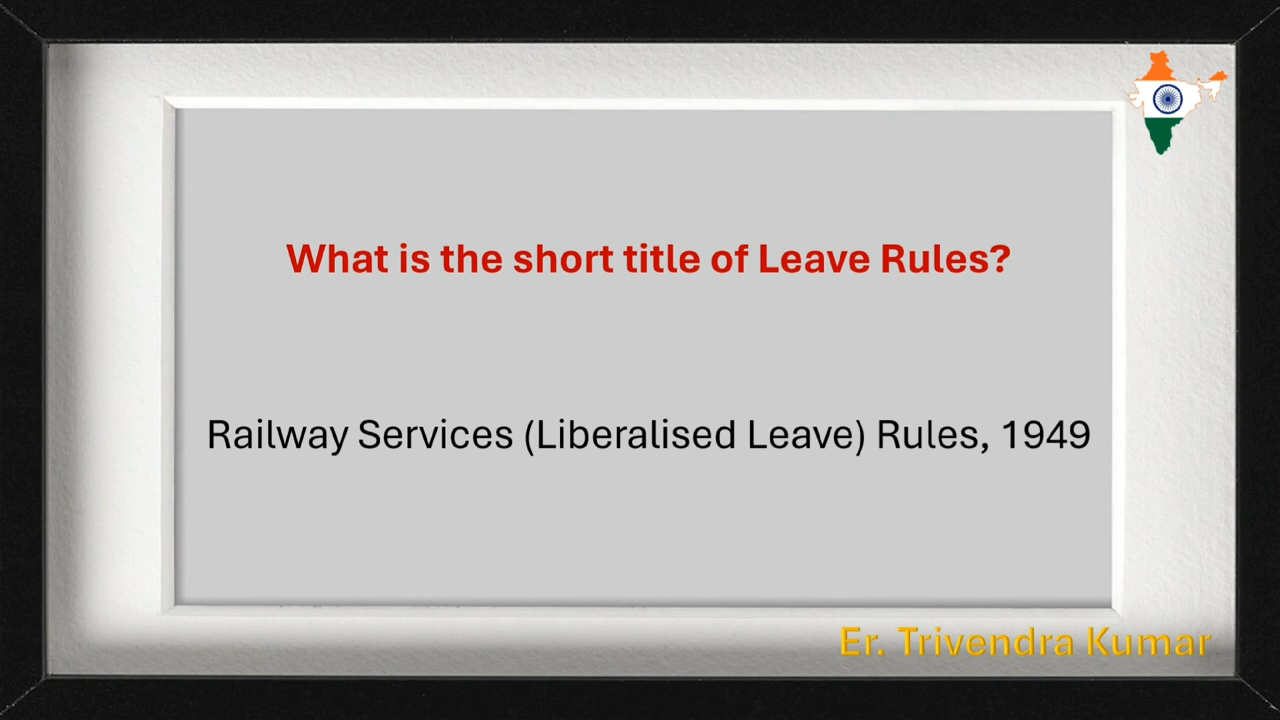 What is the short title of Leave Rules?
Railway Services (Liberalised Leave) Rules, 1949
Er. Trivendra Kumar